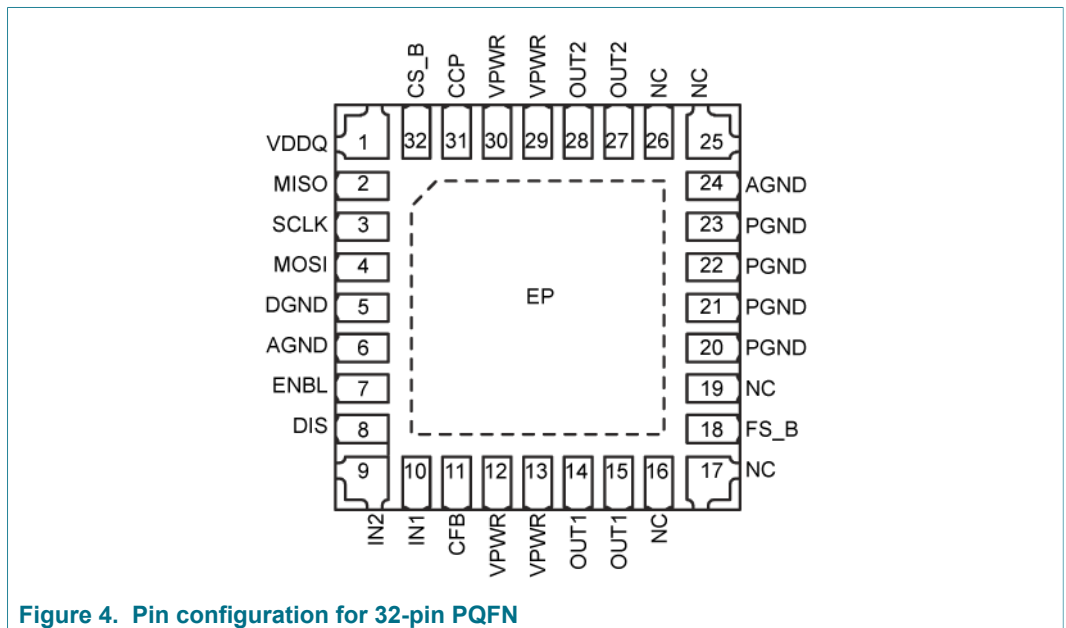 CS_B
CCP
VPWR
VPWR
OUT2
OUT2
NC
NC
32
31
30
29
28
27
26
VDDQ 1
25
MISO 2
24 AGND
SCLK 3
23 PGND
MOSI 4
22 PGND
EP
DGND 5
21 PGND
AGND 6
20 PGND
ENBL 7
19 NC
DIS 8
18 FS_B
9
10
11
12
13
14
15
16
17 NC
IN2
IN1
CFB
VPWR
VPWR
OUT1
OUT1
NC
Figure 4. Pin configuration for 32-pin PQFN